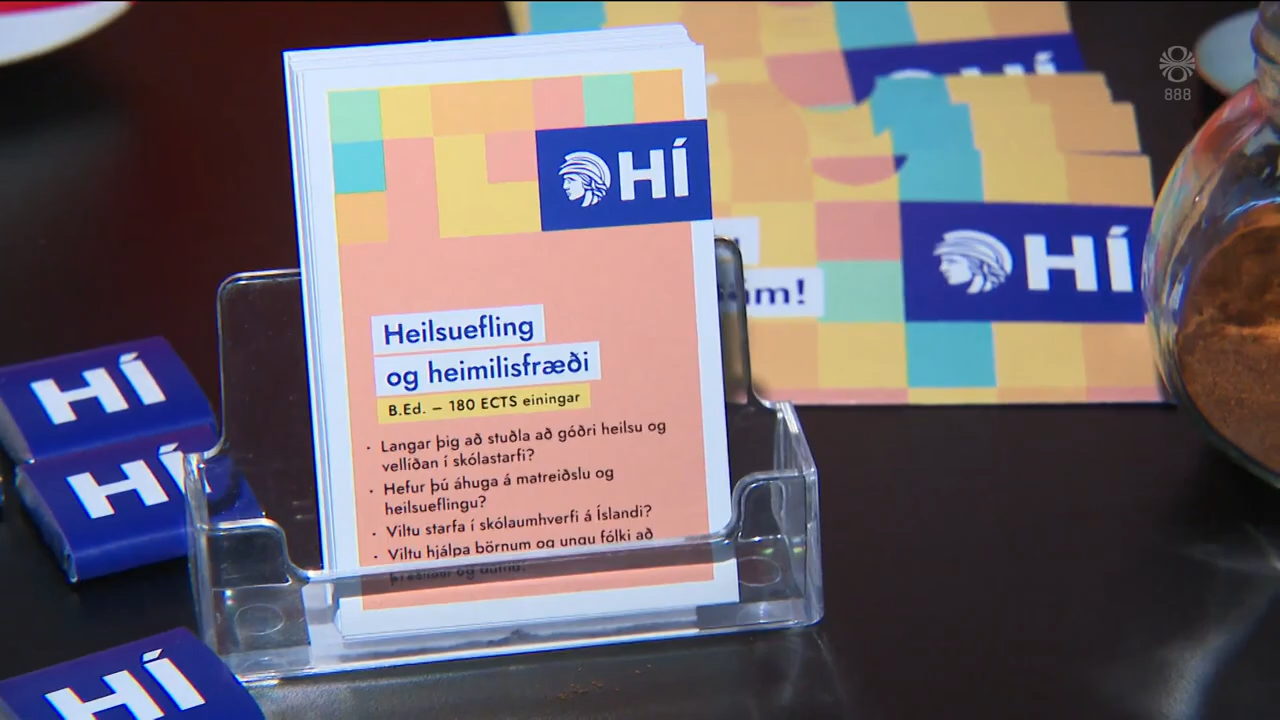 888
HÍ
HÍ
HÍ
ám!
Heilsuefling
og heimilisfræði
B.Ed. – 180 ECTS einingar
· Langar þig að stuðla að góðri heilsu og
vellíðan í skólastarfi?
· Hefur þú áhuga á matreiðslu og
heilsueflingu?
· Viltu starfa í skólaumhverfi á Íslandi?
· Viltu hjálpa börnum og ungu fólki að
HÍ
HÍ
HÍ